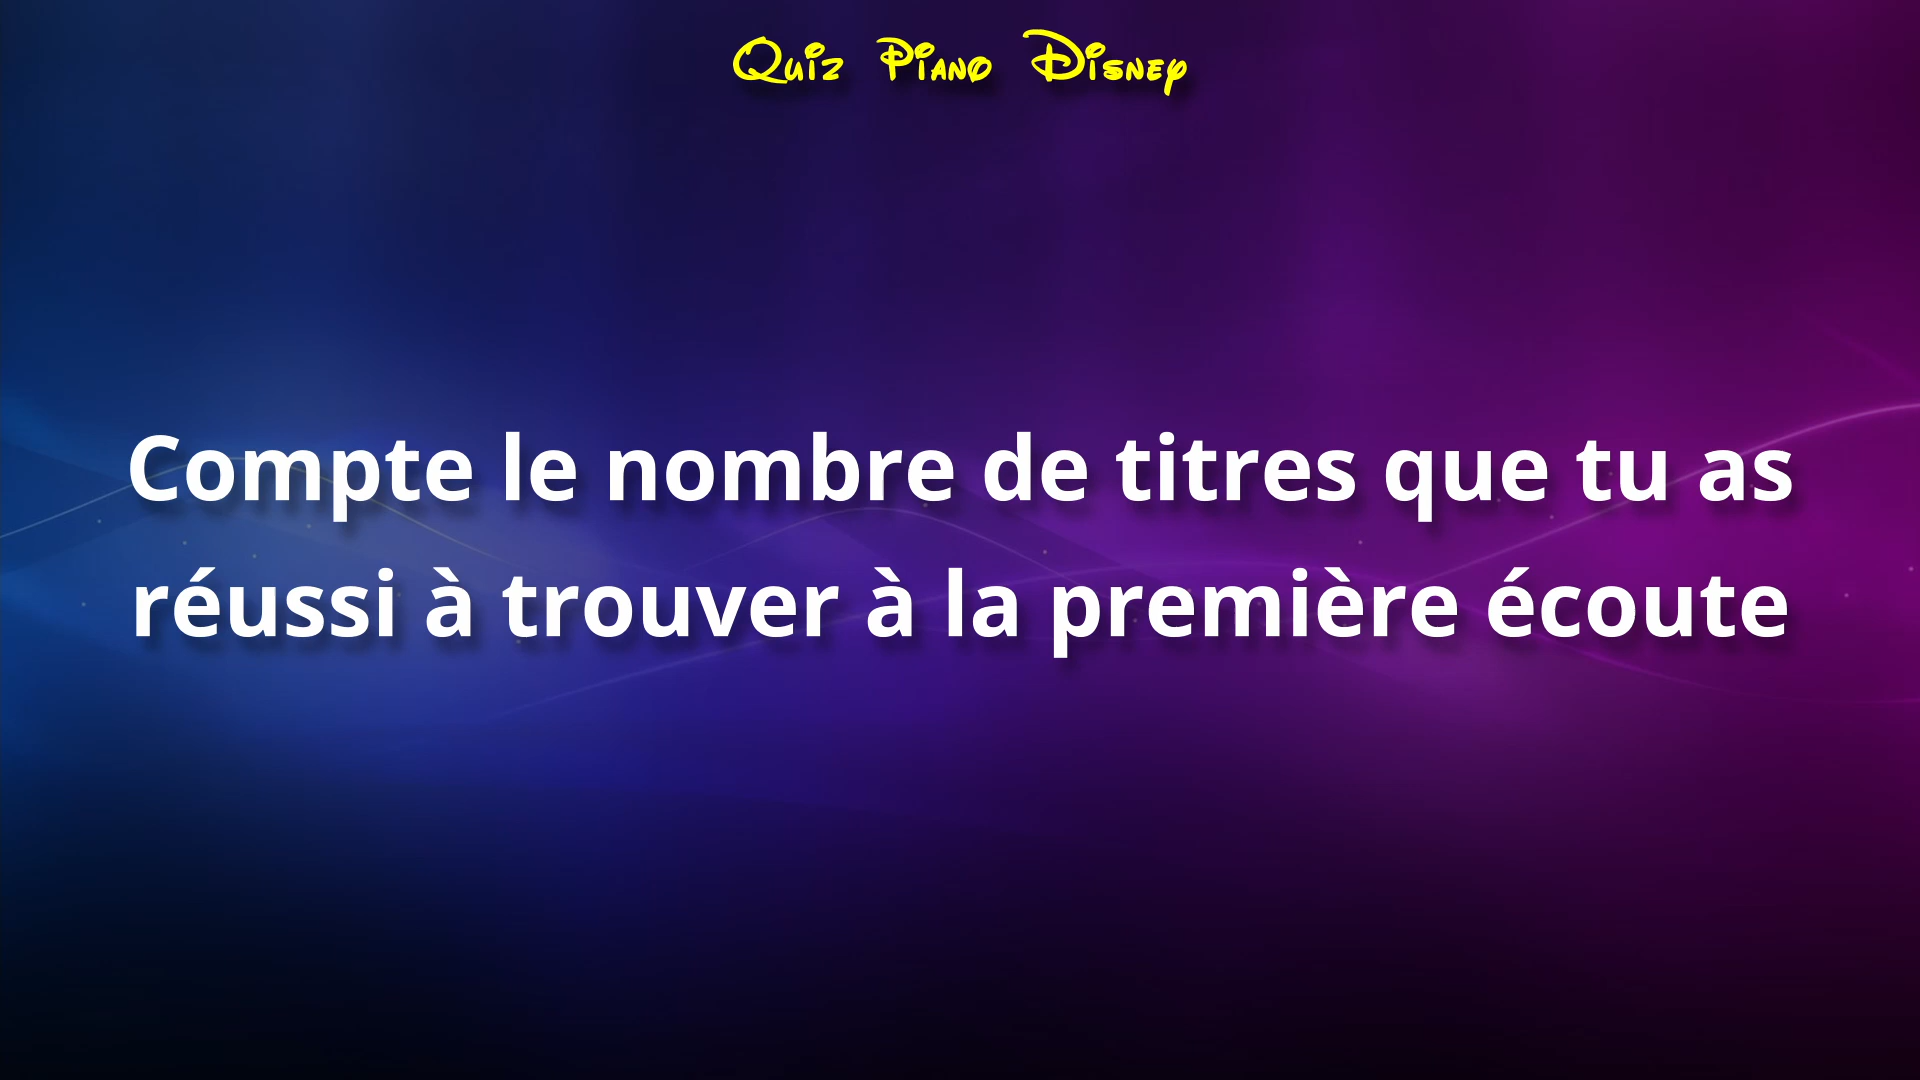 Quiz Piano Disney
Compte le nombre de titres que tu as
réussi à trouver à la première écoute